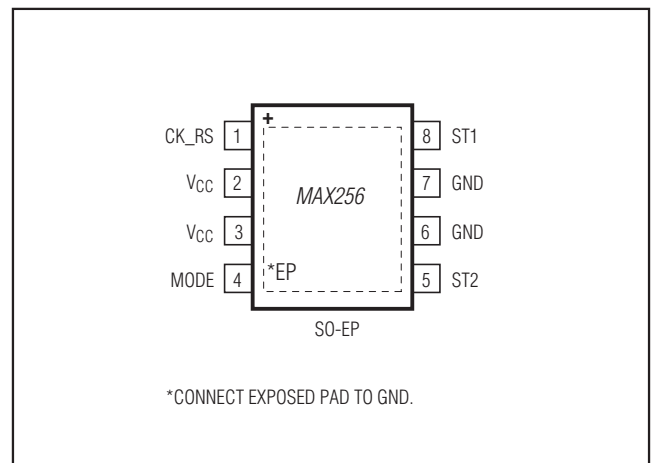 +
CK_RS 1 8 ST1
VCC 2 7 GND
MAX256
VCC 3 6 GND
MODE 4 *EP 5 ST2
SO-EP
*CONNECT EXPOSED PAD TO GND.